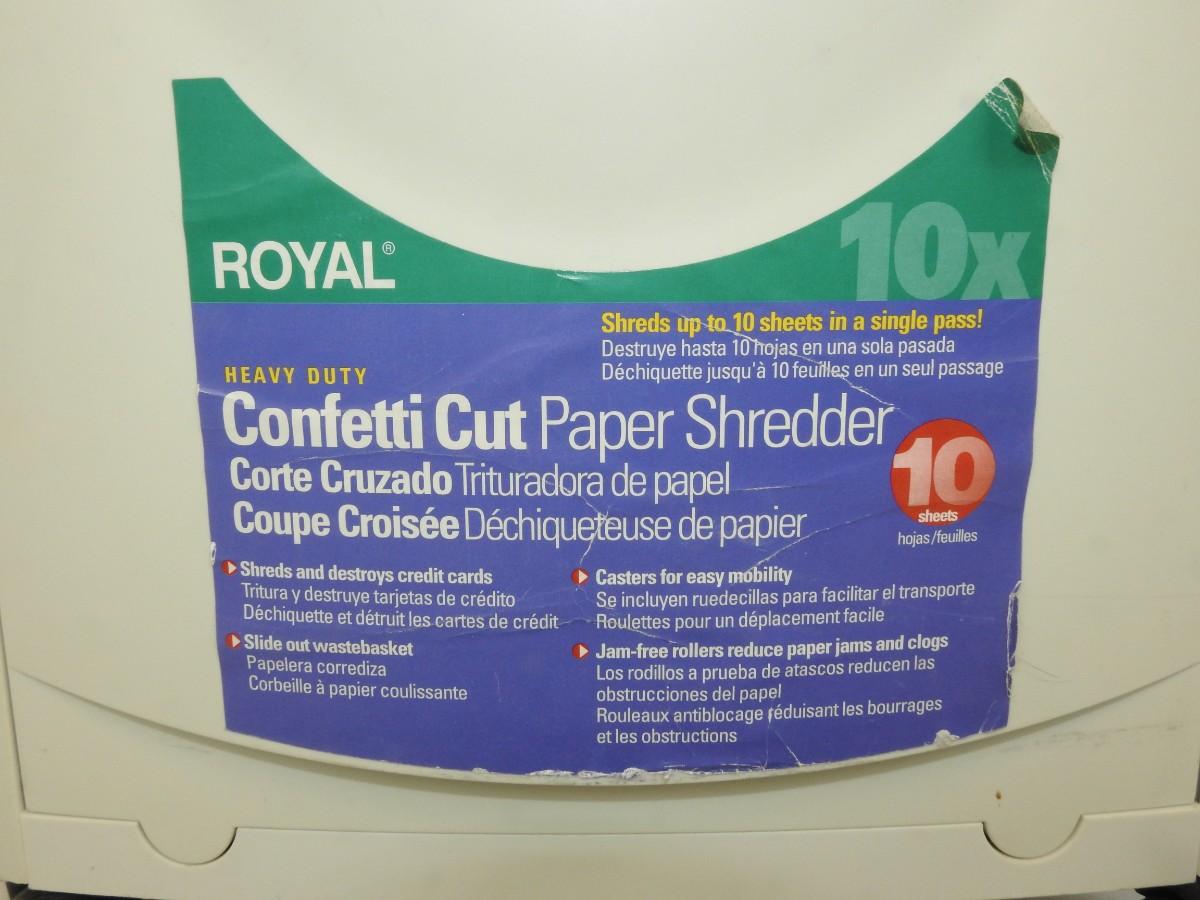 ROYAL®
10x
Shreds up to 10 sheets in a single pass!
Destruye hasta 10 hojas en una sola pasada
Déchiquette jusqu'à 10 feuilles en un seul passage
HEAVY DUTY
Confetti Cut Paper Shredder
Corte Cruzado Trituradora de papel
Coupe Croisée Déchiqueteuse de papier
10
sheets
hojas/feuilles
Shreds and destroys credit cards
Tritura y destruye tarjetas de crédito
Déchiquette et détruit les cartes de crédit
Slide out wastebasket
Papelera corrediza
Corbeille à papier coulissante
Casters for easy mobility
Se incluyen ruedecillas para facilitar el transporte
Roulettes pour un déplacement facile
Jam-free rollers reduce paper jams and clogs
Los rodillos a prueba de atascos reducen las
obstrucciones del papel
Rouleaux antiblocage réduisant les bourrages
et les obstructions